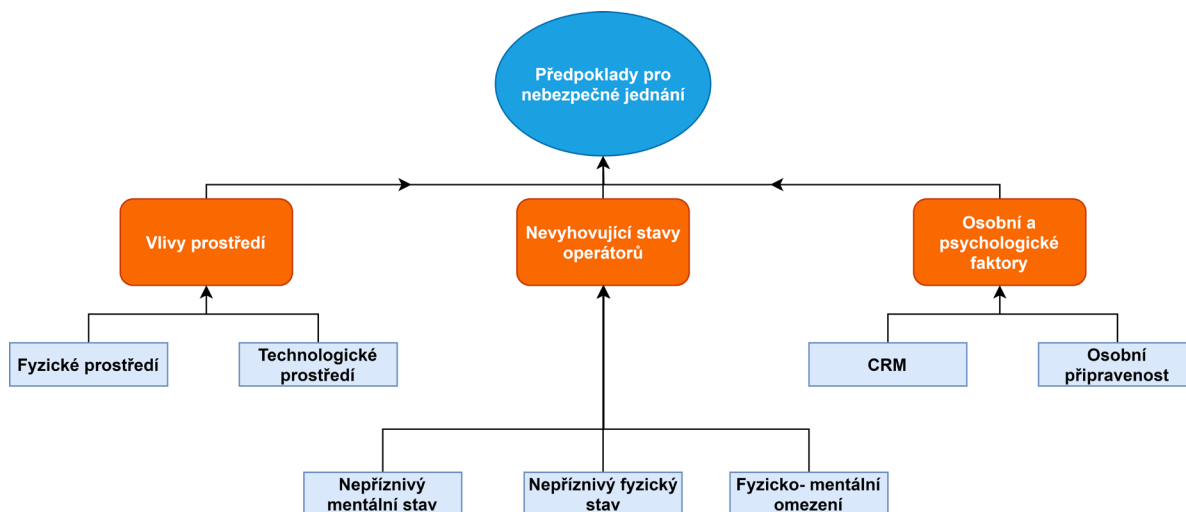 Předpoklady pro
nebezpečné jednání
Vlivy prostředí
Nevyhovující stavy
operátorů
Osobní a
psychologické
faktory
Fyzické prostředí
Technologické
prostředí
CRM
Osobní
připravenost
Nepříznivý
mentální stav
Nepříznivý fyzický
stav
Fyzicko- mentální
omezení